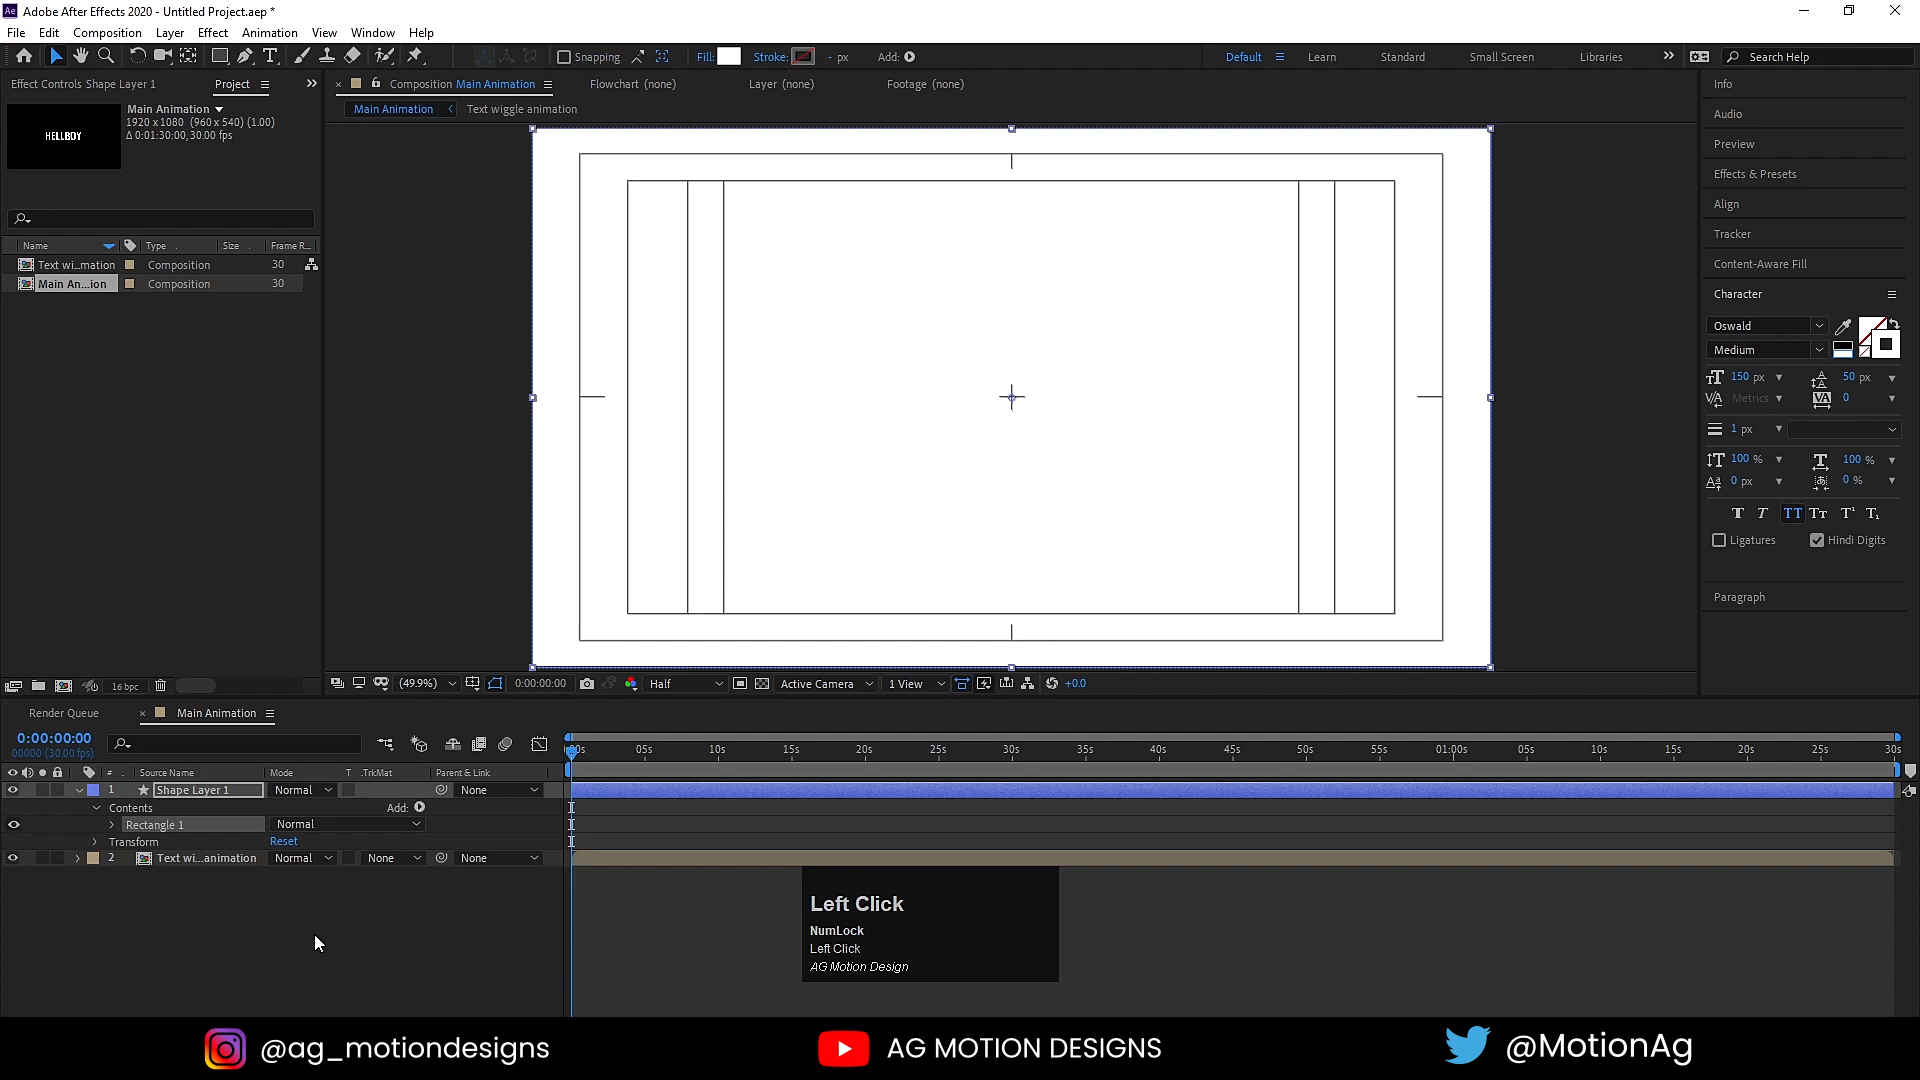 Adobe After Effects 2020 - Untitled Project.aep *
File Edit Composition Layer Effect Animation View Window Help
Snapping Fill: Stroke: - px Add: Default Learn Standard Small Screen Libraries Search Help
Effect Controls Shape Layer 1 Project
Composition Main Animation Flowchart (none) Layer (none) Footage (none)
Main Animation Text wiggle animation
Main Animation
1920 x 1080 (960 x 540) (1.00)
Δ 0:01:30:00, 30.00 fps
HELLBOY
Name Type Size Frame R...
Text wi...mation Composition 30
Main An...ion Composition 30
16 bpc
(49.9%) 0:00:00:00 Half Active Camera 1 View +0.0
Info
Audio
Preview
Effects & Presets
Align
Tracker
Content-Aware Fill
Character
Oswald
Medium
150 px 50 px
Metrics 0
1 px
100 % 100 %
0 px 0 %
Ligatures Hindi Digits
Paragraph
Render Queue Main Animation
0:00:00:00
00000 (30.00 fps)
:00s 05s 10s 15s 20s 25s 30s 35s 40s 45s 50s 55s 01:00s 05s 10s 15s 20s 25s 30s
# Source Name Mode T .TrkMat Parent & Link
1 Shape Layer 1 Normal None
Contents Add:
Rectangle 1 Normal
Transform Reset
2 Text wi...animation Normal None None
Left Click
NumLock
Left Click
AG Motion Design
@ag_motiondesigns AG MOTION DESIGNS @MotionAg